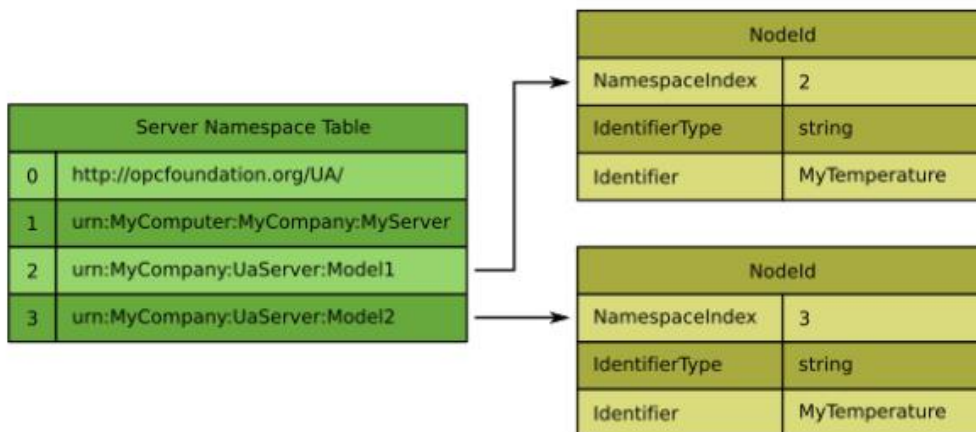 Server Namespace Table
0 http://opcfoundation.org/UA/
1 urn:MyComputer:MyCompany:MyServer
2 urn:MyCompany:UaServer:Model1
3 urn:MyCompany:UaServer:Model2
NodeId
NamespaceIndex 2
IdentifierType string
Identifier MyTemperature
NodeId
NamespaceIndex 3
IdentifierType string
Identifier MyTemperature